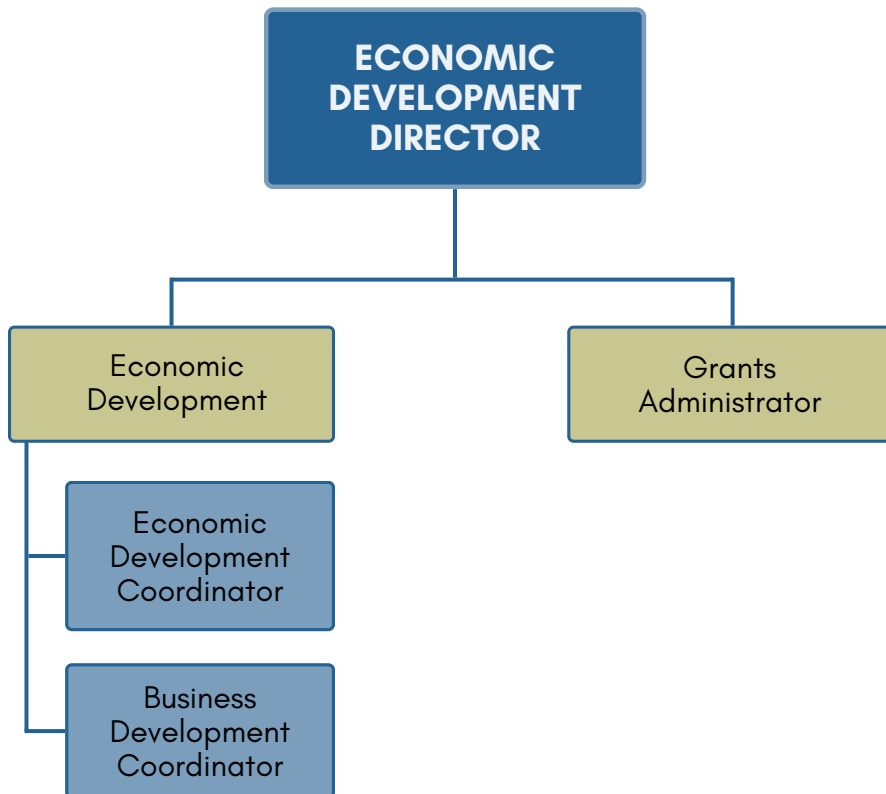 ECONOMIC
DEVELOPMENT
DIRECTOR
Economic
Development
Grants
Administrator
Economic
Development
Coordinator
Business
Development
Coordinator